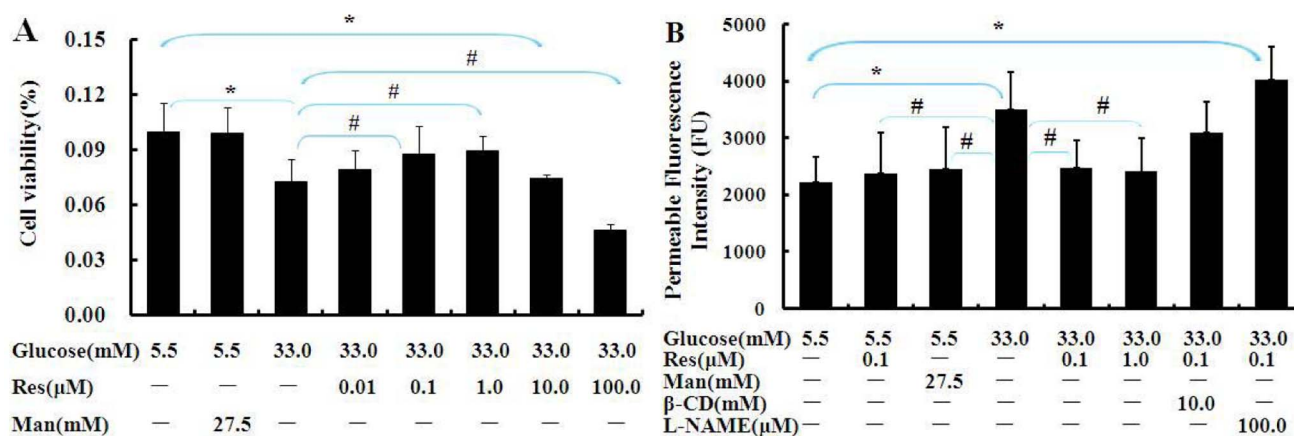 A
Cell viability(%)
0.15
0.12
0.09
0.06
0.03
0.00
*
#
*
#
#
Glucose(mM) 5.5 5.5 33.0 33.0 33.0 33.0 33.0 33.0
Res(μM) — — — 0.01 0.1 1.0 10.0 100.0
Man(mM) — 27.5 — — — — — —
B
Permeable Fluorescence
Intensity (FU)
5000
4000
3000
2000
1000
0
*
*
# #
# #
Glucose(mM) 5.5 5.5 5.5 33.0 33.0 33.0 33.0 33.0
Res(μM) — 0.1 — — 0.1 1.0 0.1 0.1
Man(mM) — — 27.5 — — — — —
β-CD(mM) — — — — — — 10.0 —
L-NAME(μM) — — — — — — — 100.0